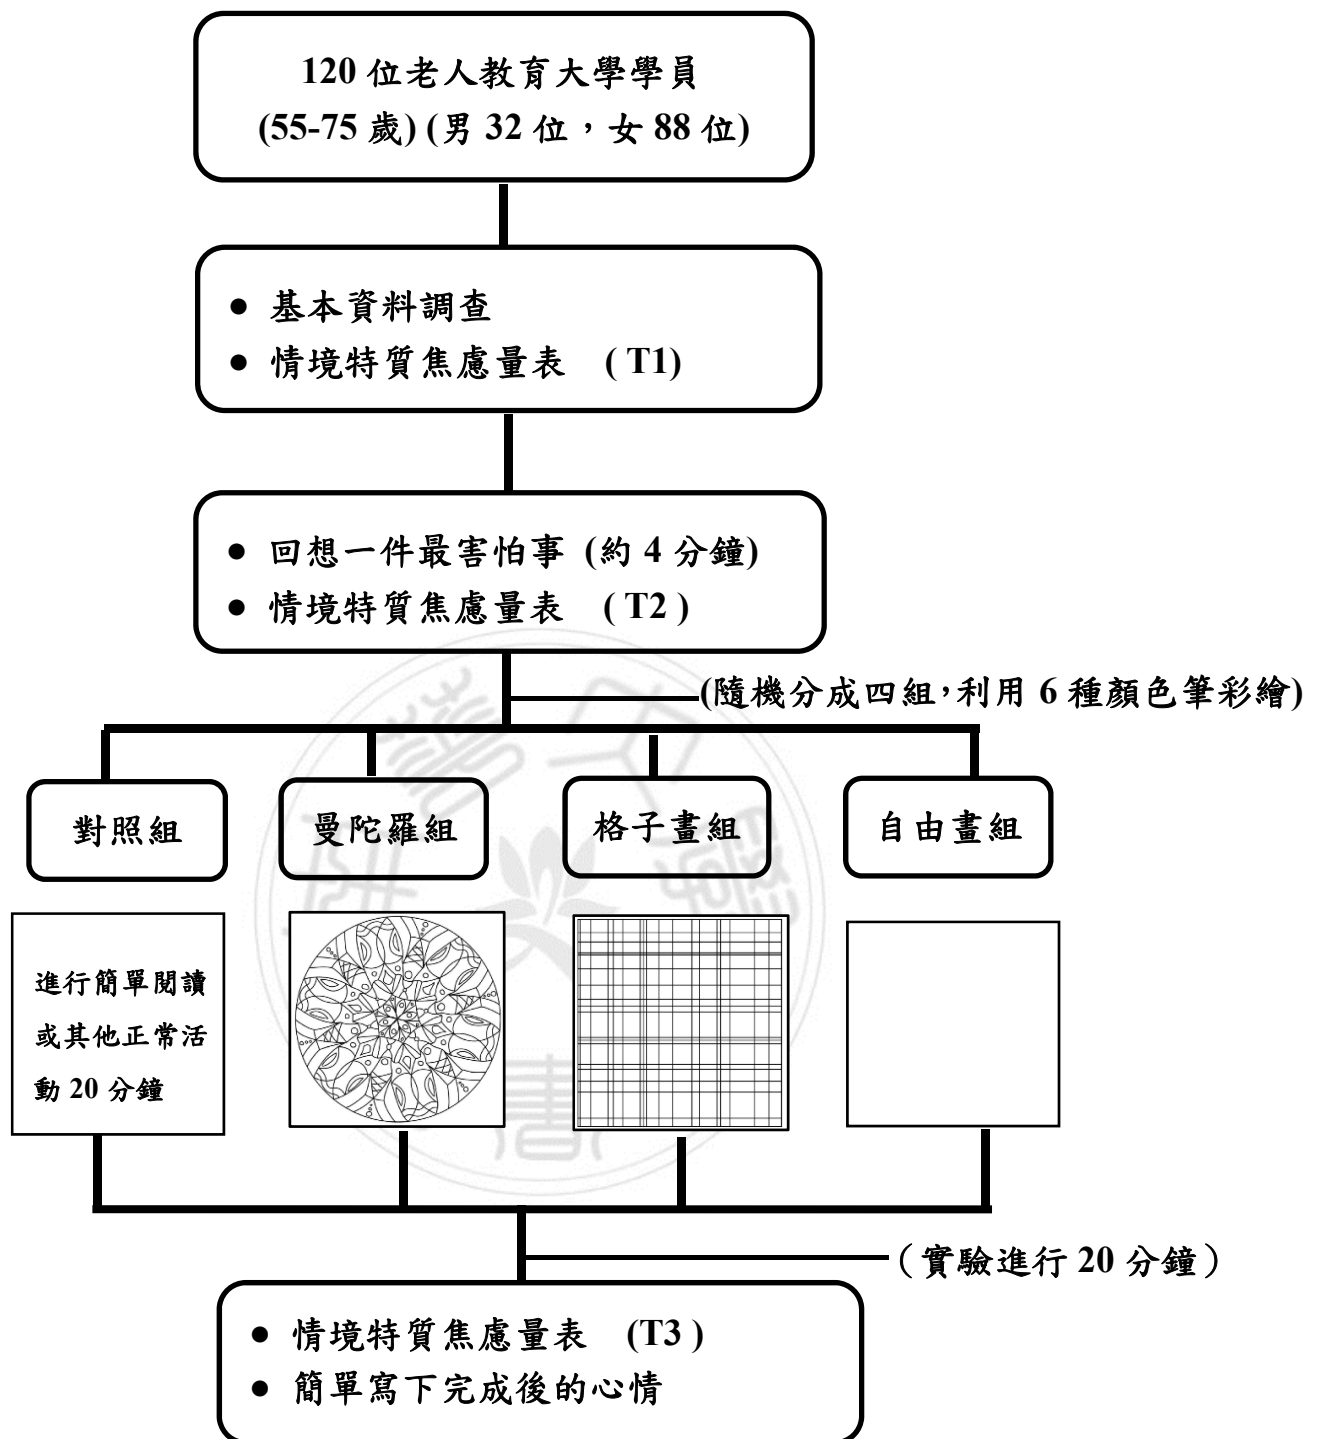 120 位老人教育大學學員
(55-75 歲) (男 32 位，女 88 位)
● 基本資料調查
● 情境特質焦慮量表 ( T1)
● 回想一件最害怕事 (約 4 分鐘)
● 情境特質焦慮量表 ( T2 )
(隨機分成四組，利用 6 種顏色筆彩繪)
對照組
曼陀羅組
格子畫組
自由畫組
進行簡單閱讀
或其他正常活
動 20 分鐘
（實驗進行 20 分鐘）
● 情境特質焦慮量表 (T3 )
● 簡單寫下完成後的心情